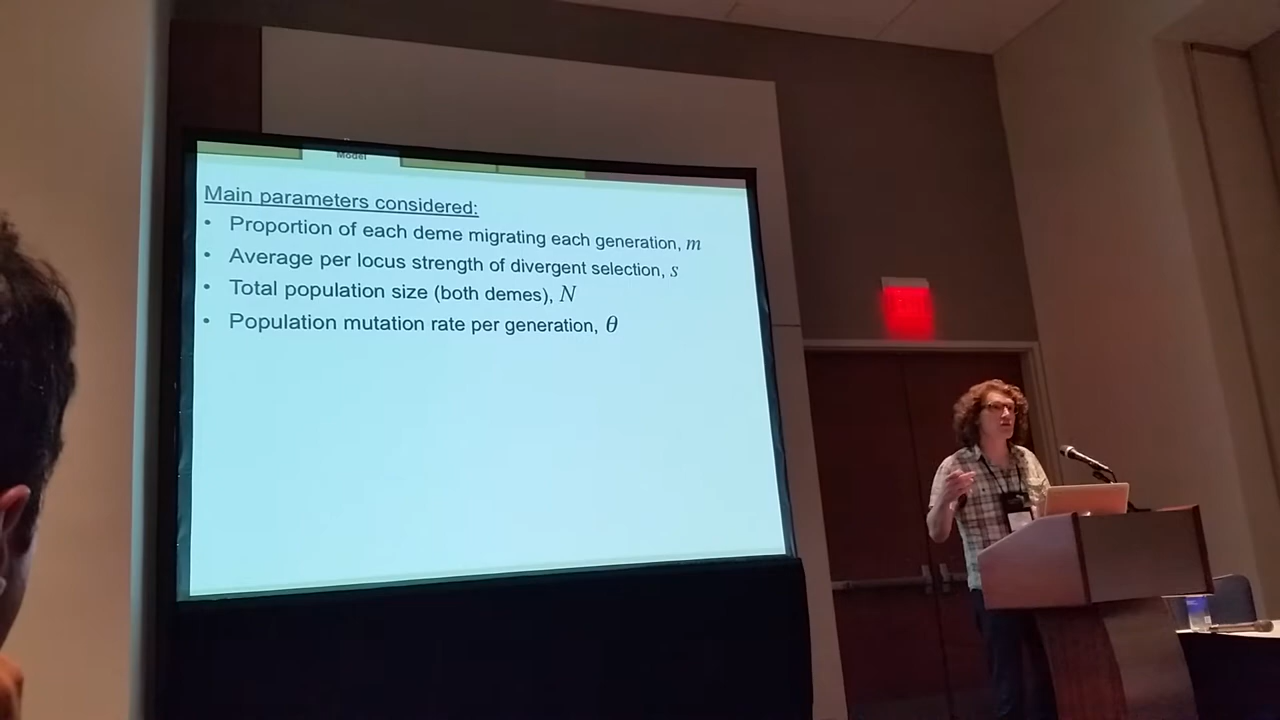 Model
Main parameters considered:
• Proportion of each deme migrating each generation, m
• Average per locus strength of divergent selection, s
• Total population size (both demes), N
• Population mutation rate per generation, θ